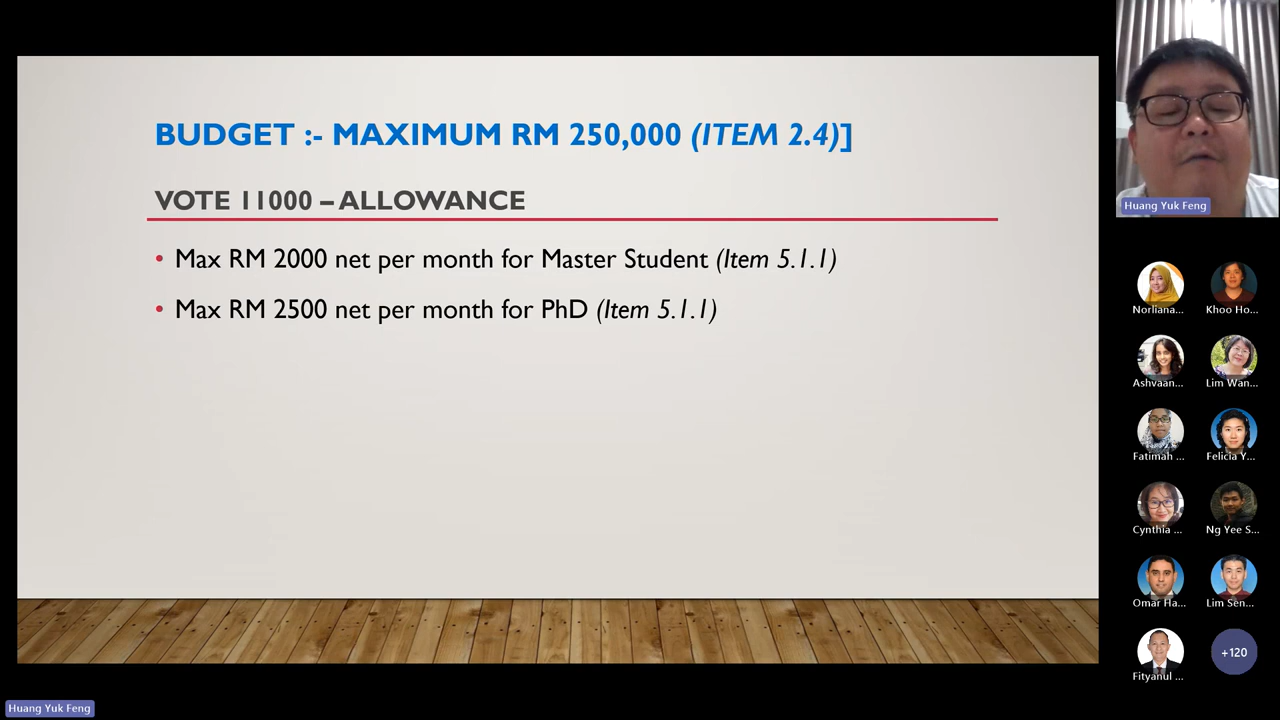 BUDGET :- MAXIMUM RM 250,000 (ITEM 2.4)]
VOTE 11000 – ALLOWANCE
• Max RM 2000 net per month for Master Student (Item 5.1.1)
• Max RM 2500 net per month for PhD (Item 5.1.1)
Huang Yuk Feng
Norliana... Khoo Ho...
Ashvaan... Lim Wan...
Fatimah ... Felicia Y...
Cynthia ... Ng Yee S...
Omar Ha... Lim Sen...
Fityanul ... +120
Huang Yuk Feng